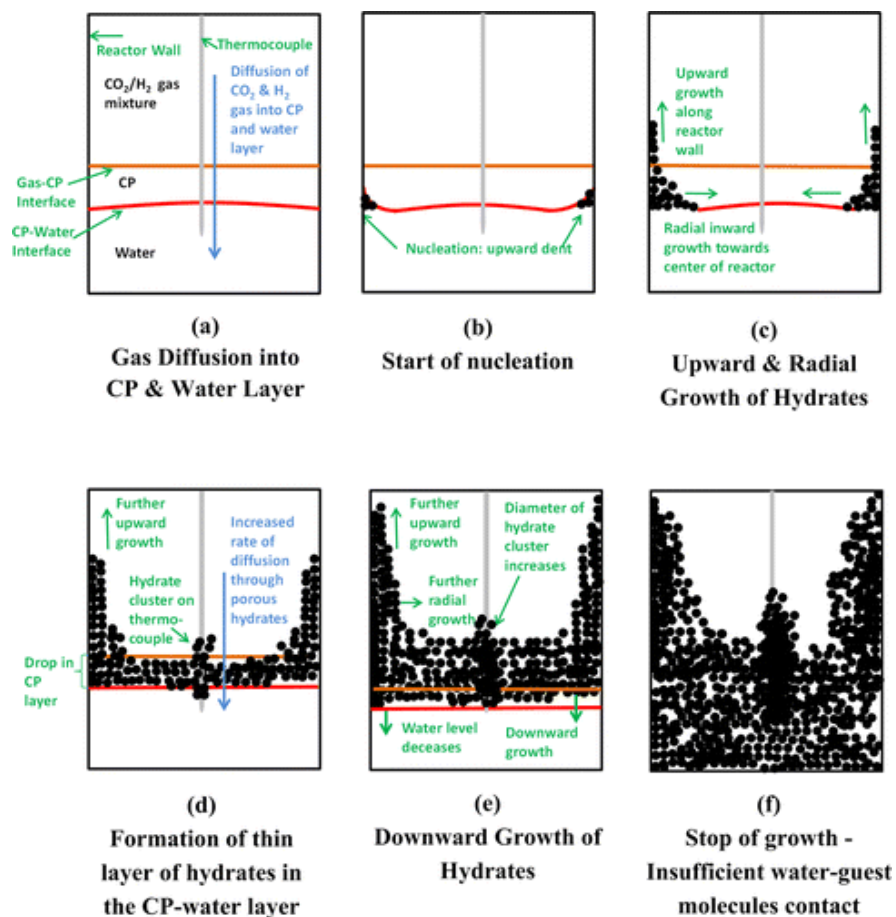 Reactor Wall
Thermocouple
CO₂/H₂ gas
mixture
Diffusion of
CO₂ & H₂
gas into CP
and water
layer
Gas-CP
Interface
CP
CP-Water
Interface
Water
(a)
Gas Diffusion into
CP & Water Layer
Nucleation: upward dent
(b)
Start of nucleation
Upward
growth
along
reactor
wall
Radial inward
growth towards
center of reactor
(c)
Upward & Radial
Growth of Hydrates
Further
upward
growth
Increased
rate of
diffusion
through
porous
hydrates
Hydrate
cluster on
thermo-
couple
Drop in
CP
layer
(d)
Formation of thin
layer of hydrates in
the CP-water layer
Further
upward
growth
Diameter of
hydrate
cluster
increases
Further
radial
growth
Water level
deceases
Downward
growth
(e)
Downward Growth of
Hydrates
(f)
Stop of growth -
Insufficient water-guest
molecules contact